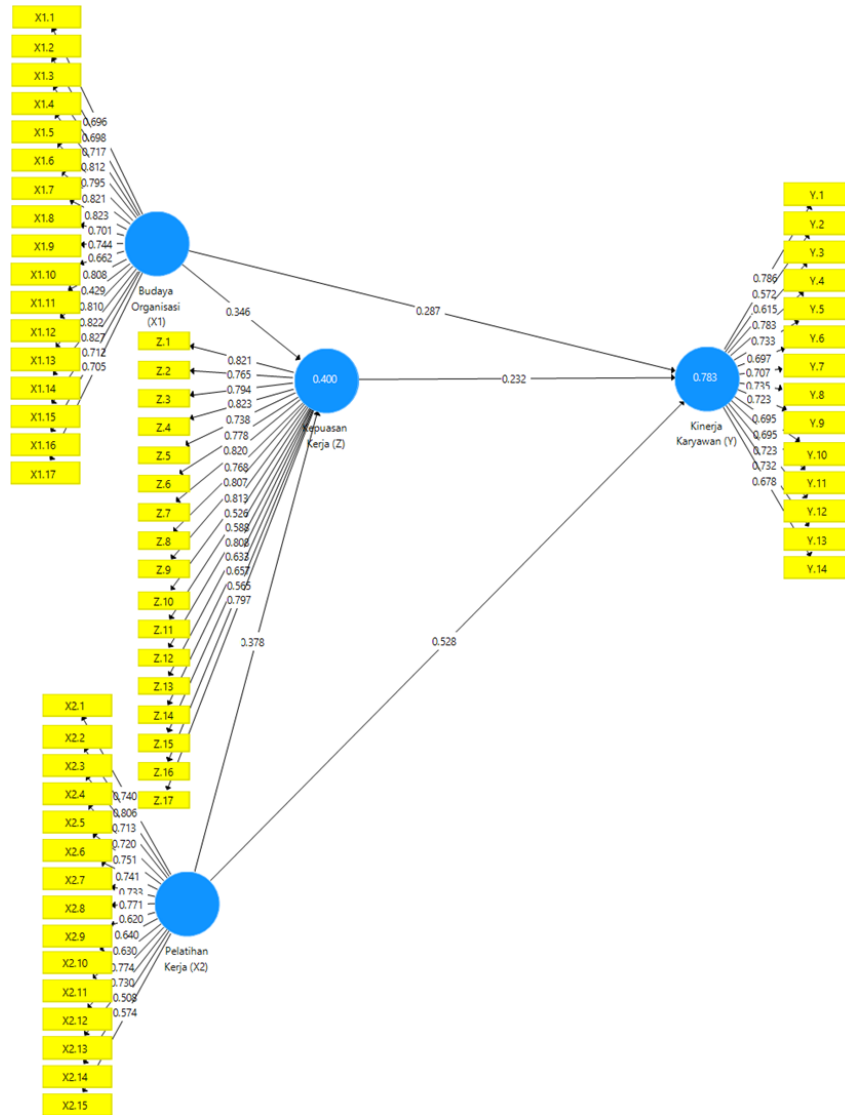 X1.1
X1.2
X1.3
X1.4
X1.5
X1.6
X1.7
X1.8
X1.9
X1.10
X1.11
X1.12
X1.13
X1.14
X1.15
X1.16
X1.17
0.696
0.698
0.717
0.812
0.795
0.821
0.823
0.701
0.744
0.662
0.808
0.429
0.810
0.822
0.827
0.712
0.705
Budaya
Organisasi
(X1)
0.346
0.287
Z.1
Z.2
Z.3
Z.4
Z.5
Z.6
Z.7
Z.8
Z.9
Z.10
Z.11
Z.12
Z.13
Z.14
Z.15
Z.16
Z.17
0.821
0.765
0.794
0.823
0.738
0.778
0.820
0.768
0.807
0.813
0.526
0.588
0.808
0.633
0.657
0.565
0.797
0.400
Kepuasan
Kerja (Z)
0.232
0.378
0.528
0.783
Kinerja
Karyawan (Y)
0.786
0.572
0.615
0.783
0.733
0.697
0.707
0.735
0.723
0.695
0.695
0.723
0.732
0.678
Y.1
Y.2
Y.3
Y.4
Y.5
Y.6
Y.7
Y.8
Y.9
Y.10
Y.11
Y.12
Y.13
Y.14
X2.1
X2.2
X2.3
X2.4
X2.5
X2.6
X2.7
X2.8
X2.9
X2.10
X2.11
X2.12
X2.13
X2.14
X2.15
0.740
0.806
0.713
0.720
0.751
0.741
0.733
0.771
0.620
0.640
0.630
0.774
0.730
0.508
0.574
Pelatihan
Kerja (X2)